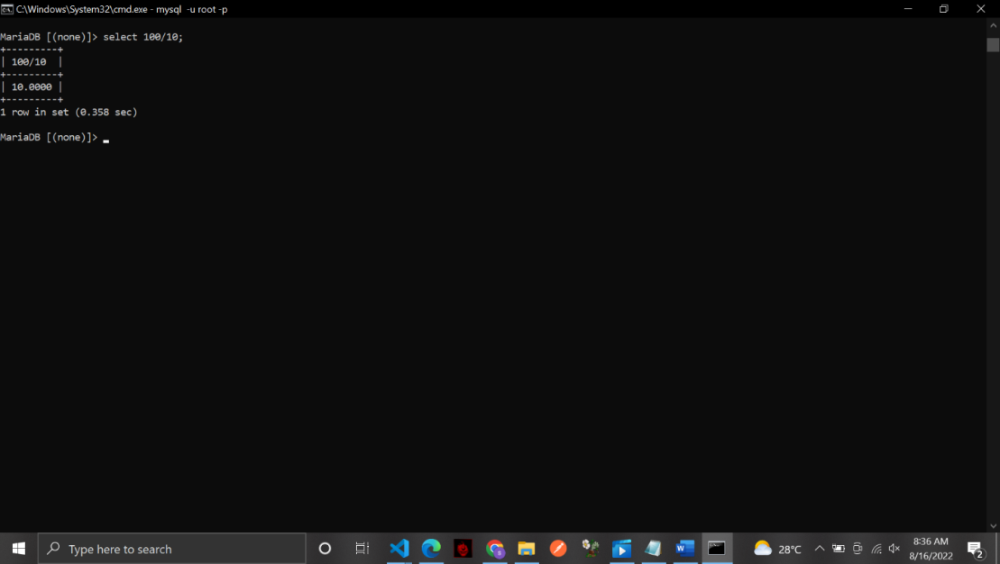 C:\Windows\System32\cmd.exe - mysql  -u root -p
MariaDB [(none)]> select 100/10;
+---------+
| 100/10  |
+---------+
| 10.0000 |
+---------+
1 row in set (0.358 sec)
MariaDB [(none)]>
Type here to search
28°C
8:36 AM
8/16/2022
2